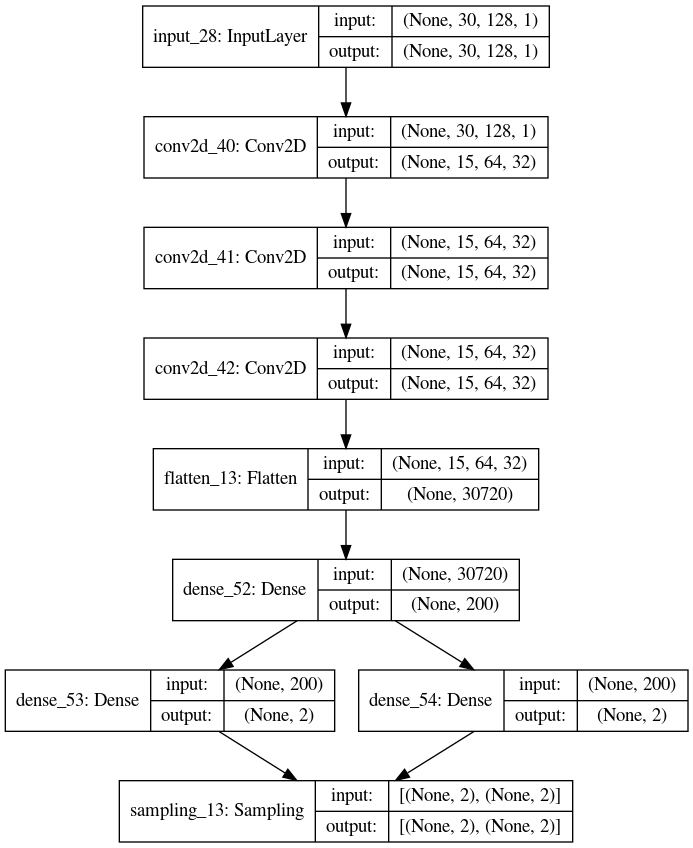 input_28: InputLayer
input:
(None, 30, 128, 1)
output:
(None, 30, 128, 1)
conv2d_40: Conv2D
input:
(None, 30, 128, 1)
output:
(None, 15, 64, 32)
conv2d_41: Conv2D
input:
(None, 15, 64, 32)
output:
(None, 15, 64, 32)
conv2d_42: Conv2D
input:
(None, 15, 64, 32)
output:
(None, 15, 64, 32)
flatten_13: Flatten
input:
(None, 15, 64, 32)
output:
(None, 30720)
dense_52: Dense
input:
(None, 30720)
output:
(None, 200)
dense_53: Dense
input:
(None, 200)
output:
(None, 2)
dense_54: Dense
input:
(None, 200)
output:
(None, 2)
sampling_13: Sampling
input:
[(None, 2), (None, 2)]
output:
[(None, 2), (None, 2)]